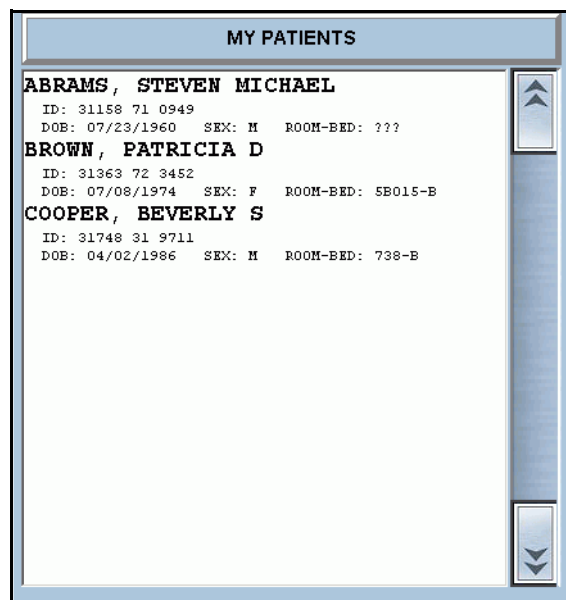 MY PATIENTS
ABRAMS, STEVEN MICHAEL
ID: 31158 71 0949
DOB: 07/23/1960 SEX: M ROOM-BED: ???
BROWN, PATRICIA D
ID: 31363 72 3452
DOB: 07/08/1974 SEX: F ROOM-BED: 5B015-B
COOPER, BEVERLY S
ID: 31748 31 9711
DOB: 04/02/1986 SEX: M ROOM-BED: 738-B